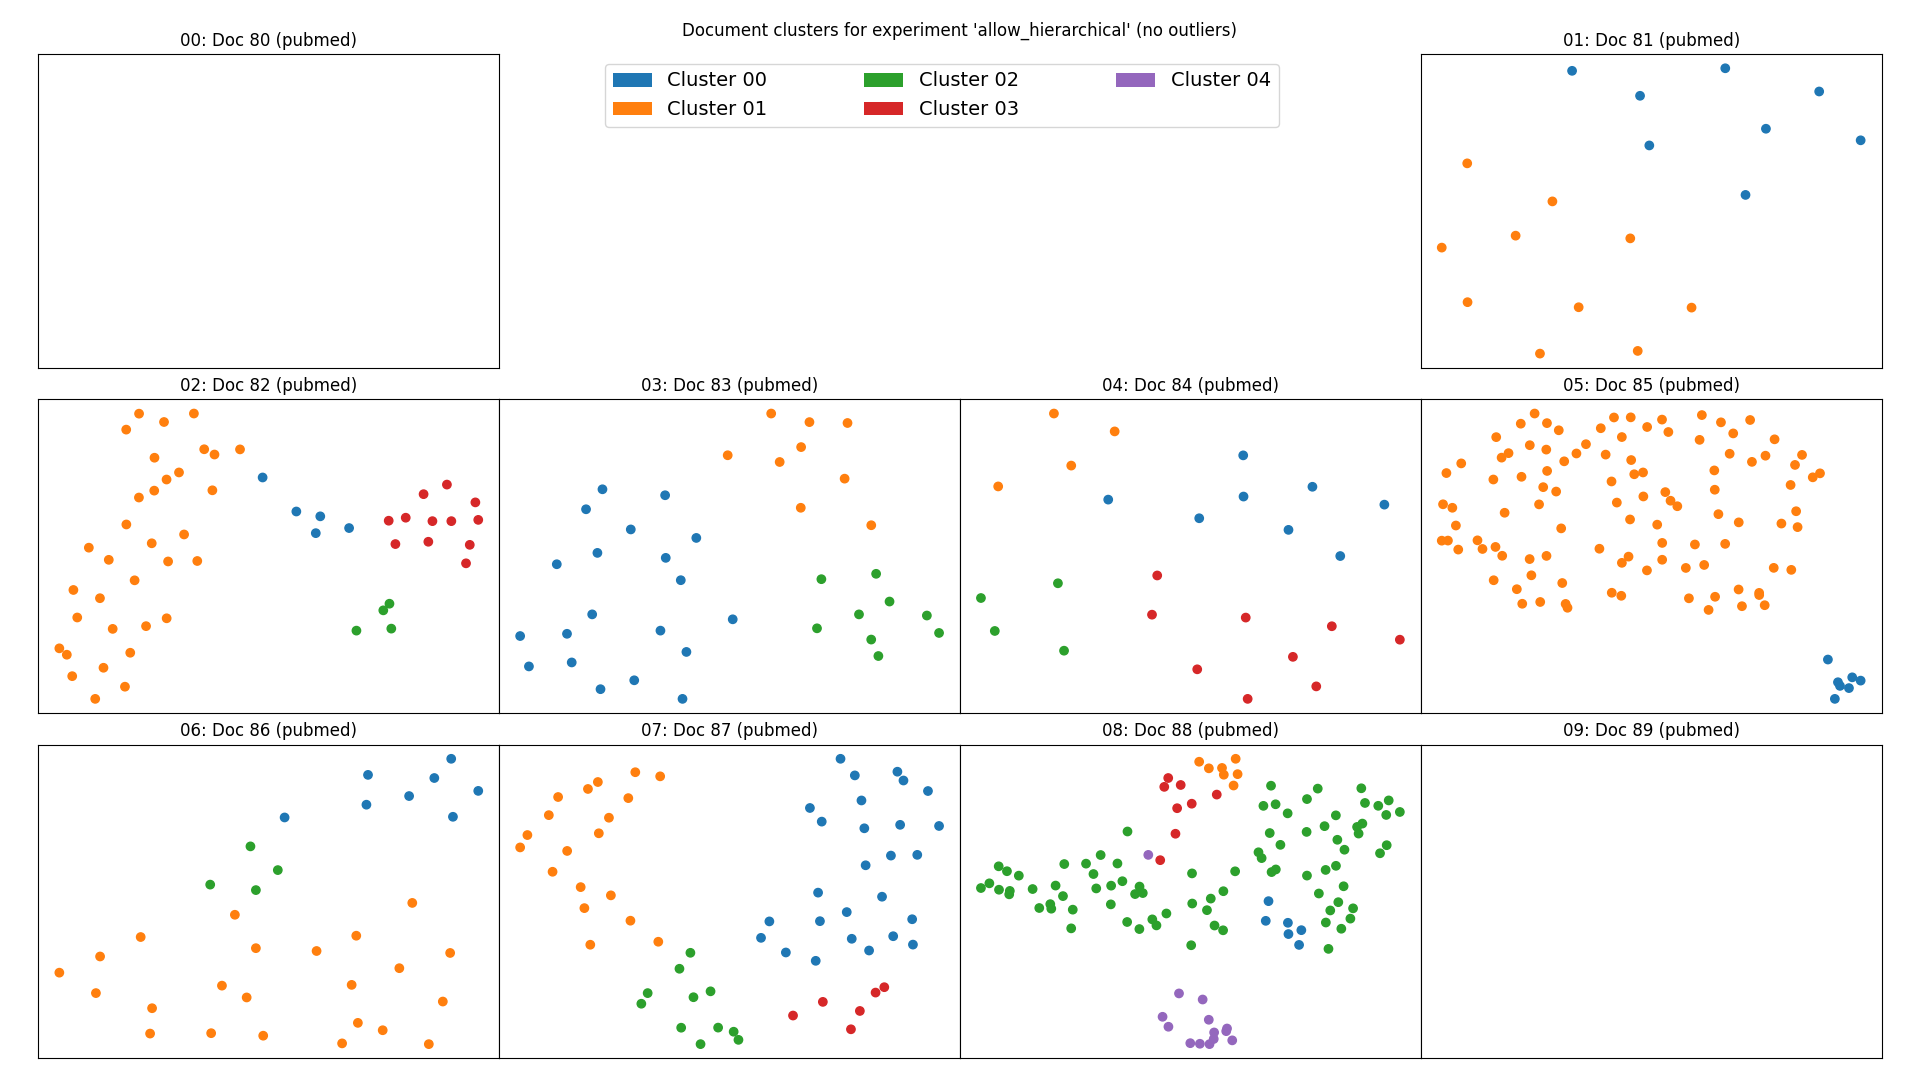 Document clusters for experiment 'allow_hierarchical' (no outliers)
00: Doc 80 (pubmed)
01: Doc 81 (pubmed)
Cluster 00
Cluster 01
Cluster 02
Cluster 03
Cluster 04
02: Doc 82 (pubmed)
03: Doc 83 (pubmed)
04: Doc 84 (pubmed)
05: Doc 85 (pubmed)
06: Doc 86 (pubmed)
07: Doc 87 (pubmed)
08: Doc 88 (pubmed)
09: Doc 89 (pubmed)